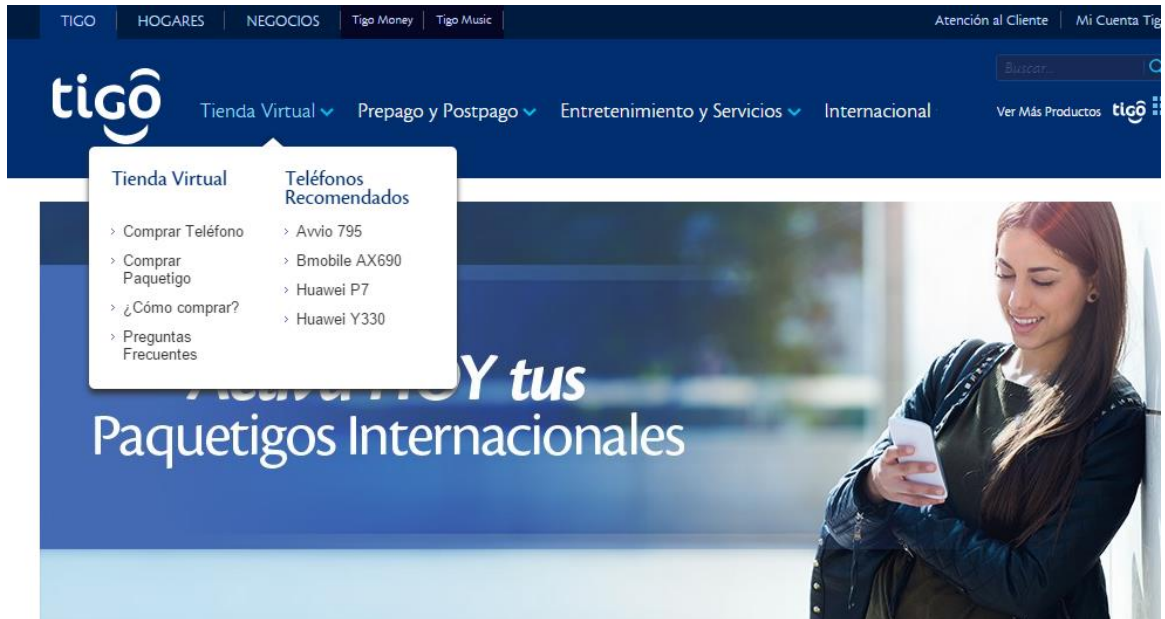 TIGO HOGARES NEGOCIOS Tigo Money Tigo Music Atención al Cliente Mi Cuenta Tig
Buscar...
tigô Tienda Virtual Prepago y Postpago Entretenimiento y Servicios Internacional Ver Más Productos tigô
Tienda Virtual
› Comprar Teléfono
› Comprar
Paquetigo
› ¿Cómo comprar?
› Preguntas
Frecuentes
Teléfonos
Recomendados
› Avvio 795
› Bmobile AX690
› Huawei P7
› Huawei Y330
tus
Paquetigos Internacionales